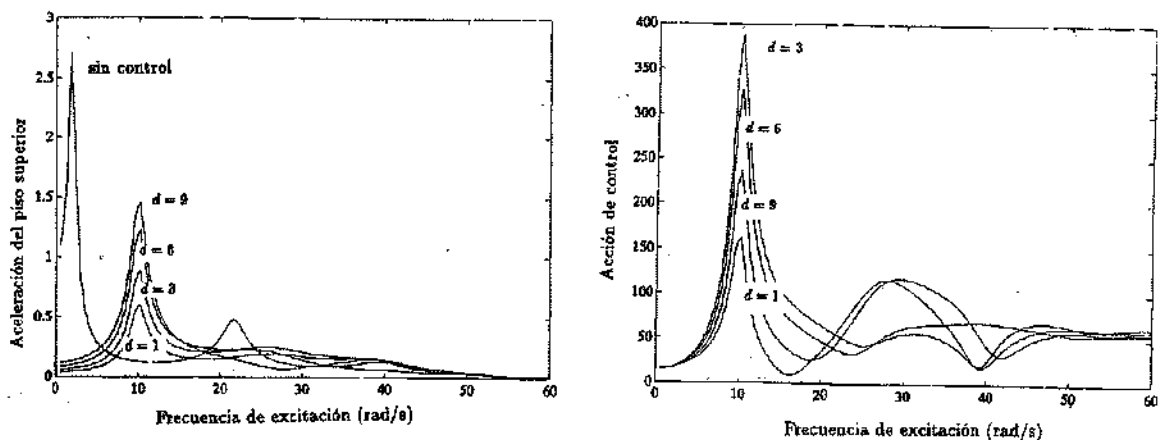 3
2.5
2
1.5
1
0.5
0
0
10
20
30
40
50
60
sin control
d = 9
d = 6
d = 3
d = 1
Aceleración del piso superior
Frecuencia de excitación (rad/s)
400
350
300
250
200
150
100
50
0
0
10
20
30
40
50
60
d = 3
d = 6
d = 9
d = 1
Acción de control
Frecuencia de excitación (rad/s)